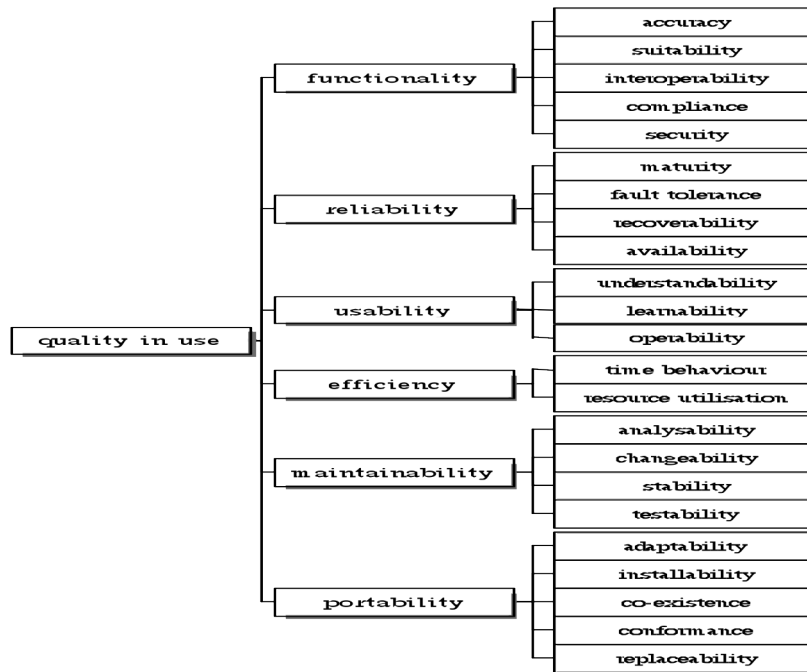 quality in use
functionality
accuracy
suitability
interoperability
compliance
security
reliability
maturity
fault tolerance
recoverability
availability
usability
understandability
learnability
operability
efficiency
time behaviour
resource utilisation
maintainability
analysability
changeability
stability
testability
portability
adaptability
installability
co-existence
conformance
replaceability